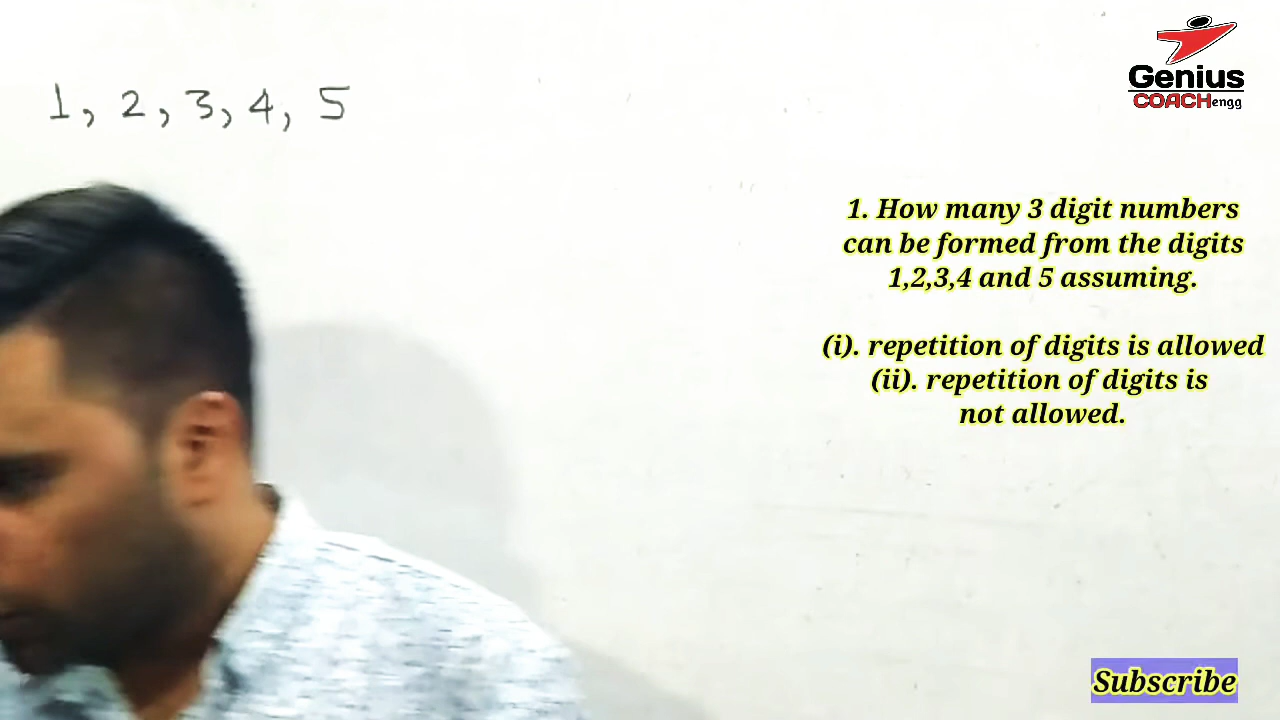 Genius
COACHengg
1, 2, 3, 4, 5
1. How many 3 digit numbers
can be formed from the digits
1,2,3,4 and 5 assuming.
(i). repetition of digits is allowed
(ii). repetition of digits is
not allowed.
Subscribe